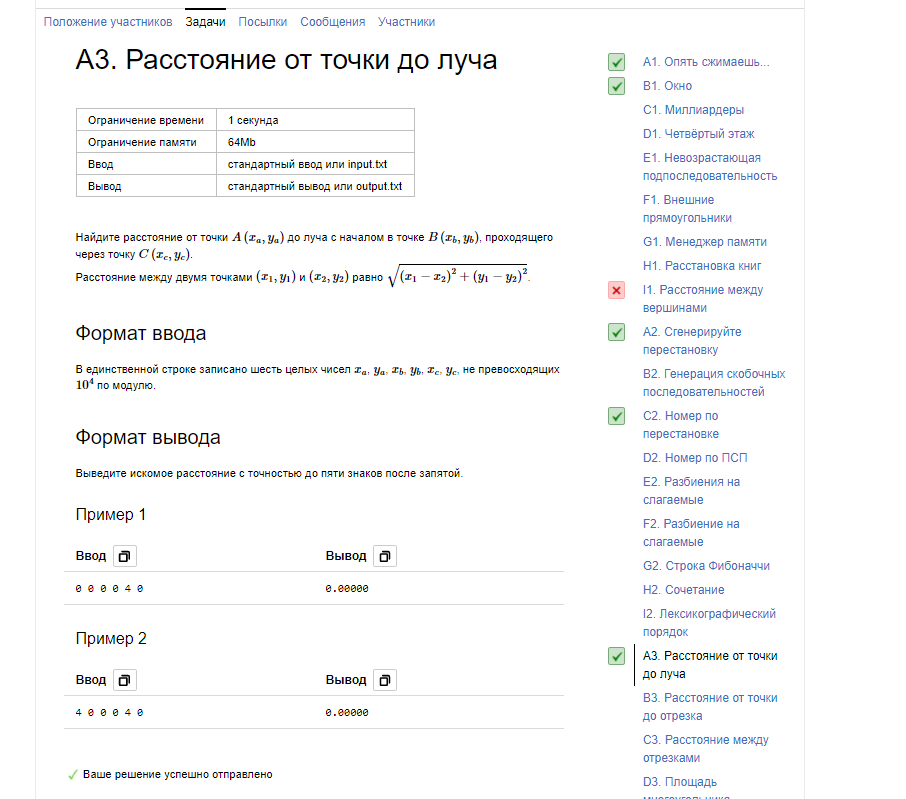 Положение участников Задачи Посылки Сообщения Участники
A3. Расстояние от точки до луча
Ограничение времени 1 секунда
Ограничение памяти 64Mb
Ввод стандартный ввод или input.txt
Вывод стандартный вывод или output.txt
Найдите расстояние от точки A (x_a, y_a) до луча с началом в точке B (x_b, y_b), проходящего
через точку C (x_c, y_c).
Расстояние между двумя точками (x_1, y_1) и (x_2, y_2) равно √((x_1 − x_2)^2 + (y_1 − y_2)^2).
Формат ввода
В единственной строке записано шесть целых чисел x_a, y_a, x_b, y_b, x_c, y_c, не превосходящих
10^4 по модулю.
Формат вывода
Выведите искомое расстояние с точностью до пяти знаков после запятой.
Пример 1
Ввод Вывод
0 0 0 0 4 0 0.00000
Пример 2
Ввод Вывод
4 0 0 0 4 0 0.00000
Ваше решение успешно отправлено
A1. Опять сжимаешь...
B1. Окно
C1. Миллиардеры
D1. Четвёртый этаж
E1. Невозрастающая
подпоследовательность
F1. Внешние
прямоугольники
G1. Менеджер памяти
H1. Расстановка книг
I1. Расстояние между
вершинами
A2. Сгенерируйте
перестановку
B2. Генерация скобочных
последовательностей
C2. Номер по
перестановке
D2. Номер по ПСП
E2. Разбиения на
слагаемые
F2. Разбиение на
слагаемые
G2. Строка Фибоначчи
H2. Сочетание
I2. Лексикографический
порядок
A3. Расстояние от точки
до луча
B3. Расстояние от точки
до отрезка
C3. Расстояние между
отрезками
D3. Площадь
многоугольника